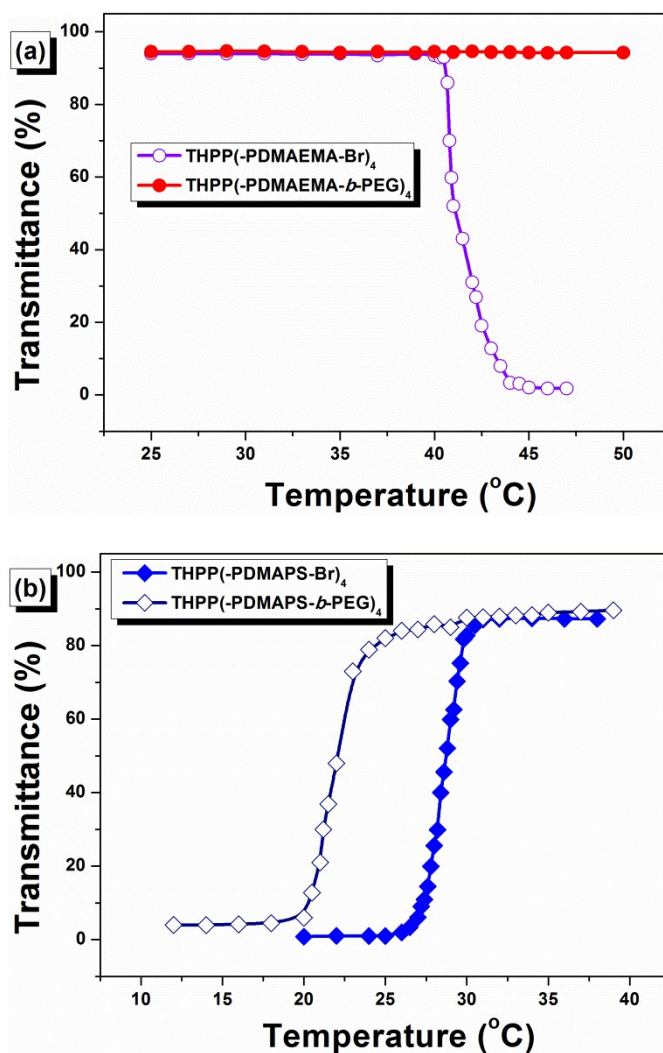 (a)
100
80
60
40
20
0
Transmittance (%)
THPP(-PDMAEMA-Br)4
THPP(-PDMAEMA-b-PEG)4
25 30 35 40 45 50
Temperature (oC)
(b)
100
80
60
40
20
0
Transmittance (%)
THPP(-PDMAPS-Br)4
THPP(-PDMAPS-b-PEG)4
10 15 20 25 30 35 40
Temperature (oC)